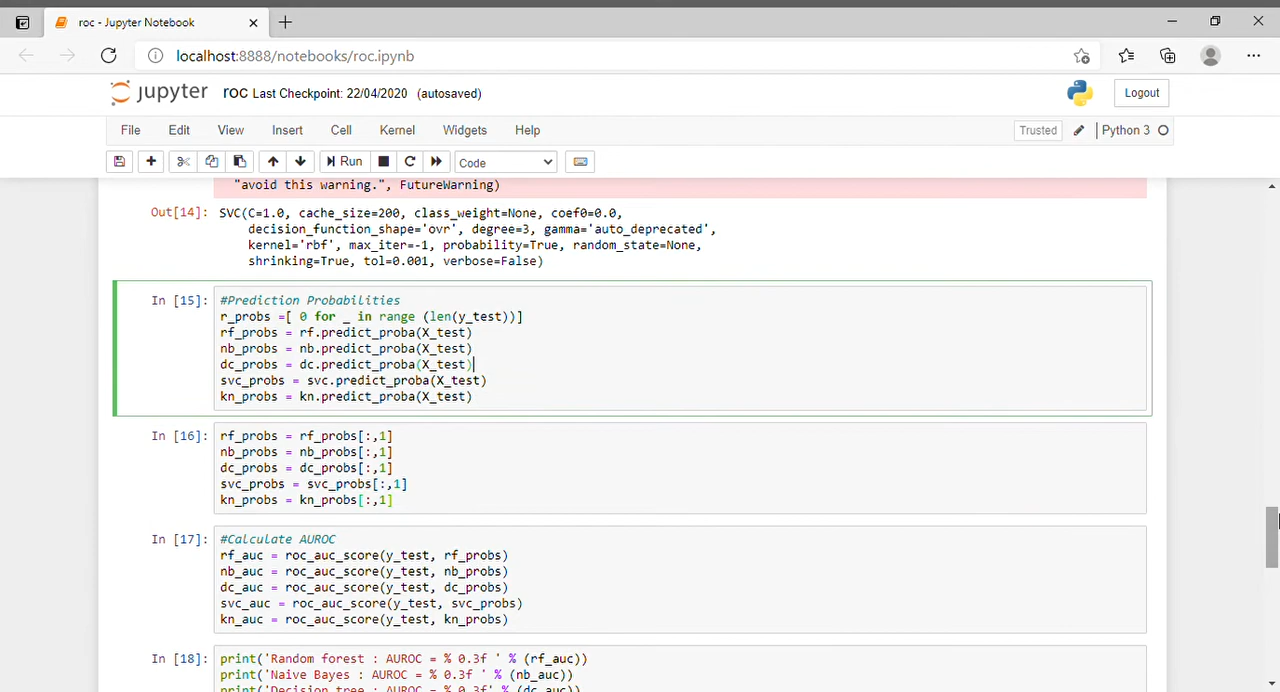 roc - Jupyter Notebook
localhost:8888/notebooks/roc.ipynb
jupyter roc Last Checkpoint: 22/04/2020 (autosaved)
Logout
File Edit View Insert Cell Kernel Widgets Help
Trusted
Python 3
Run
Code
"avoid this warning.", FutureWarning)
Out[14]: SVC(C=1.0, cache_size=200, class_weight=None, coef0=0.0,
decision_function_shape='ovr', degree=3, gamma='auto_deprecated',
kernel='rbf', max_iter=-1, probability=True, random_state=None,
shrinking=True, tol=0.001, verbose=False)
In [15]: #Prediction Probabilities
r_probs =[ 0 for _ in range (len(y_test))]
rf_probs = rf.predict_proba(X_test)
nb_probs = nb.predict_proba(X_test)
dc_probs = dc.predict_proba(X_test)
svc_probs = svc.predict_proba(X_test)
kn_probs = kn.predict_proba(X_test)
In [16]: rf_probs = rf_probs[:,1]
nb_probs = nb_probs[:,1]
dc_probs = dc_probs[:,1]
svc_probs = svc_probs[:,1]
kn_probs = kn_probs[:,1]
In [17]: #Calculate AUROC
rf_auc = roc_auc_score(y_test, rf_probs)
nb_auc = roc_auc_score(y_test, nb_probs)
dc_auc = roc_auc_score(y_test, dc_probs)
svc_auc = roc_auc_score(y_test, svc_probs)
kn_auc = roc_auc_score(y_test, kn_probs)
In [18]: print('Random forest : AUROC = % 0.3f ' % (rf_auc))
print('Naive Bayes : AUROC = % 0.3f ' % (nb_auc))
print('Decision tree : AUROC = % 0.3f' % (dc_auc))